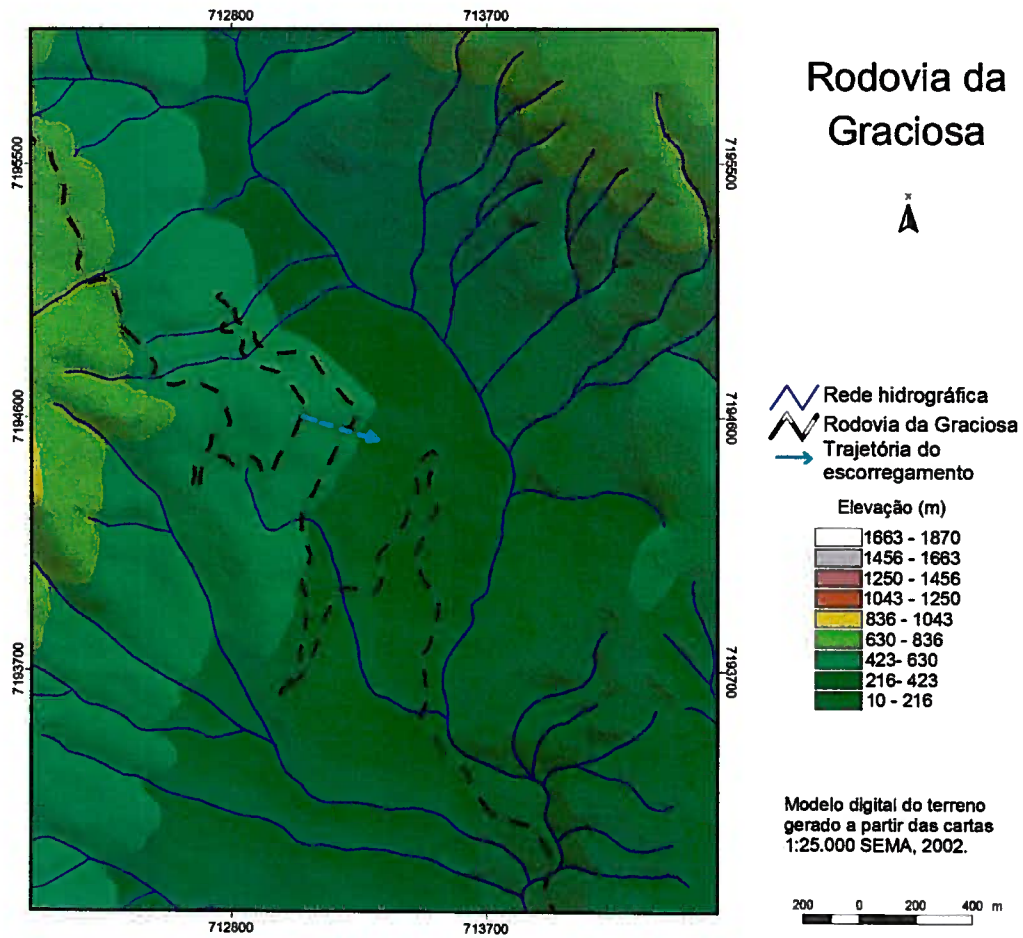 712800
713700
Rodovia da
Graciosa
7195500
7195500
7194600
7194600
Rede hidrográfica
Rodovia da Graciosa
Trajetória do
escorregamento
Elevação (m)
1663 - 1870
1456 - 1663
1250 - 1456
1043 - 1250
836 - 1043
630 - 836
423- 630
216- 423
10 - 216
7193700
7193700
Modelo digital do terreno
gerado a partir das cartas
1:25.000 SEMA, 2002.
200 0 200 400 m
712800
713700